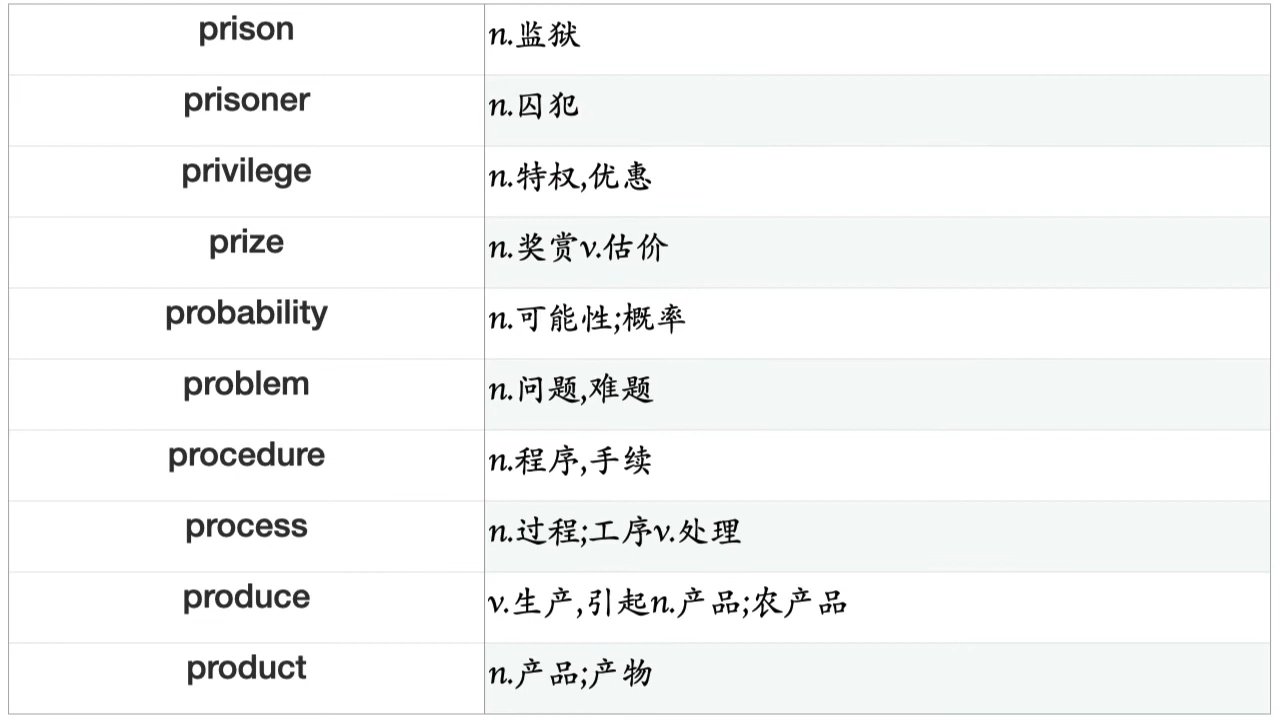 prison n.监狱
prisoner n.囚犯
privilege n.特权,优惠
prize n.奖赏v.估价
probability n.可能性;概率
problem n.问题,难题
procedure n.程序,手续
process n.过程;工序v.处理
produce v.生产,引起n.产品;农产品
product n.产品;产物